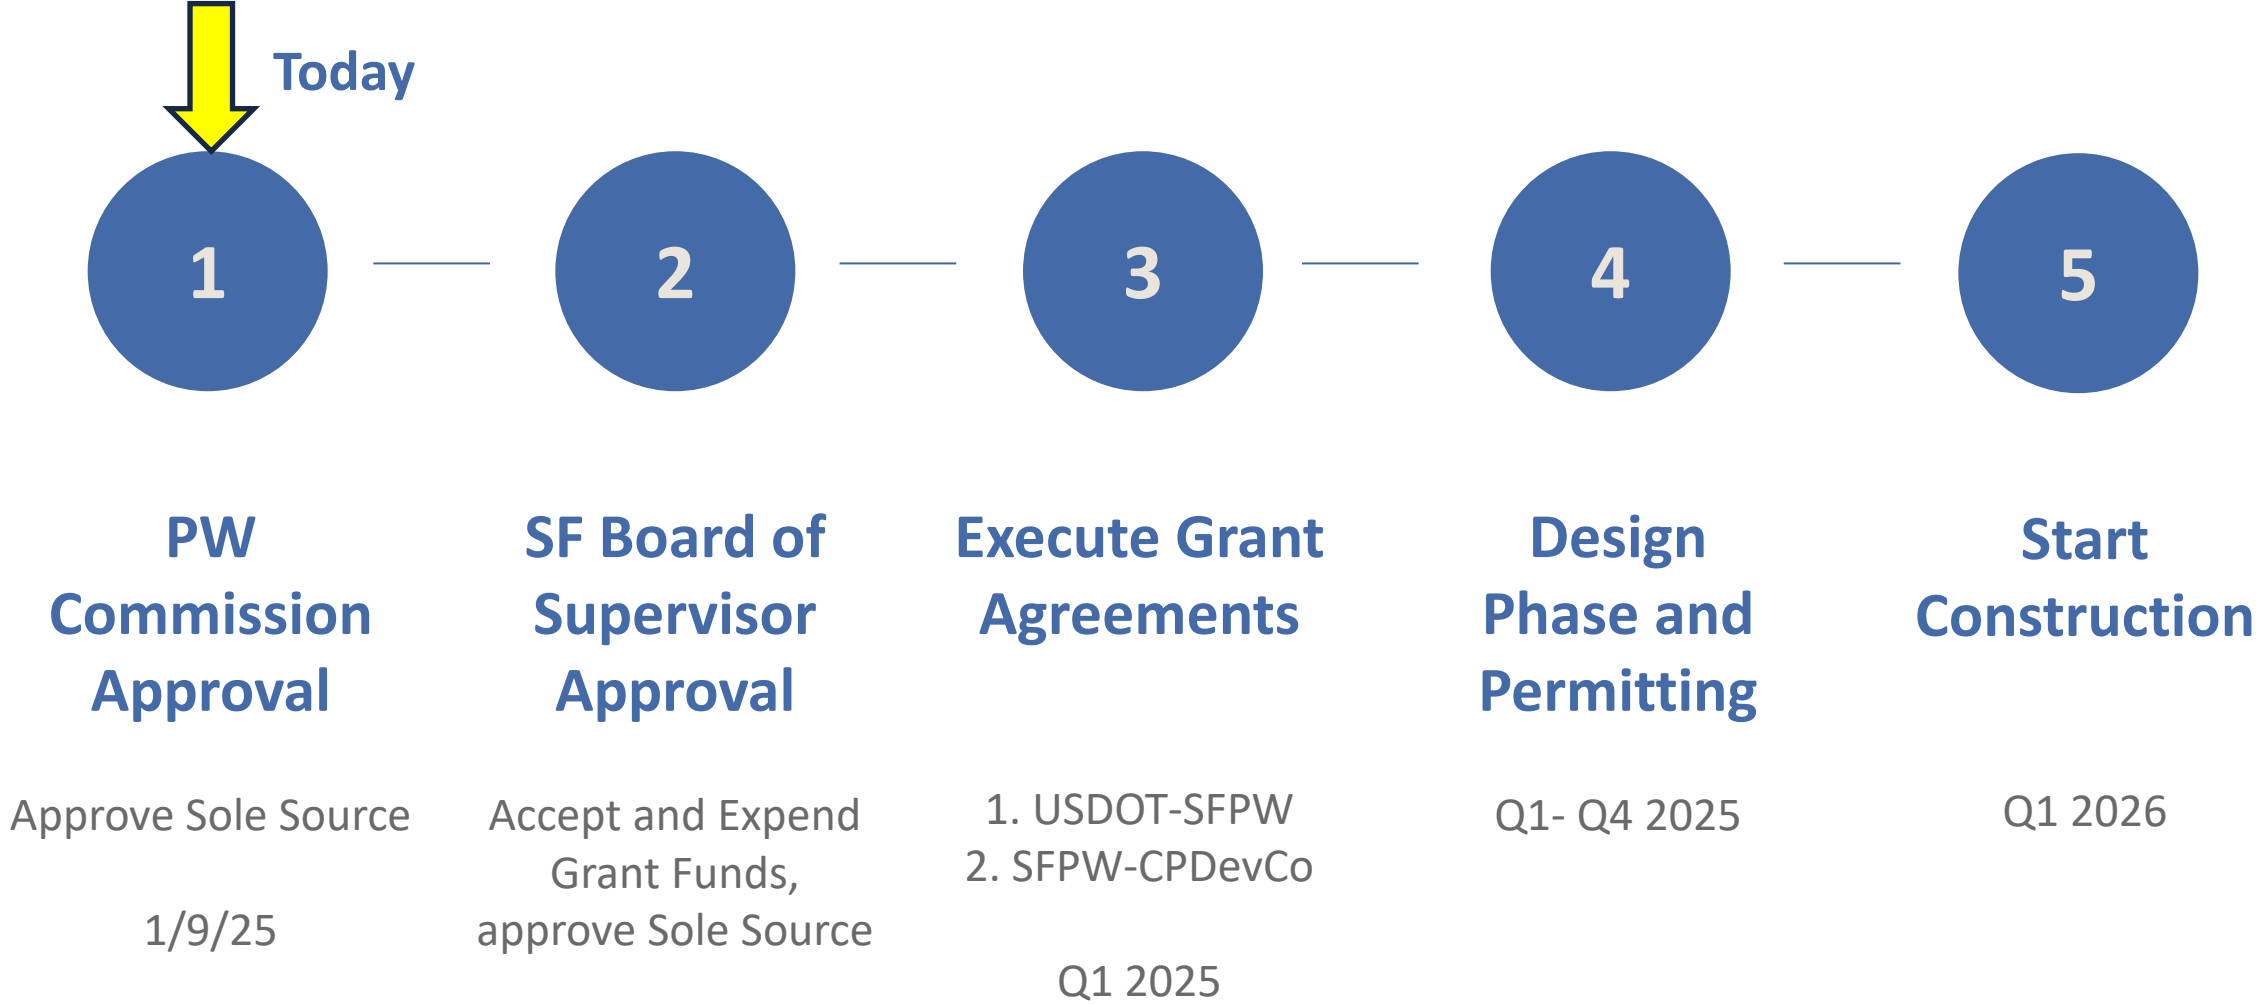 Today
1
2
3
4
5
PW
Commission
Approval
Approve Sole Source
1/9/25
SF Board of
Supervisor
Approval
Accept and Expend
Grant Funds,
approve Sole Source
Execute Grant
Agreements
1. USDOT-SFPW
2. SFPW-CPDevCo
Q1 2025
Design
Phase and
Permitting
Q1- Q4 2025
Start
Construction
Q1 2026